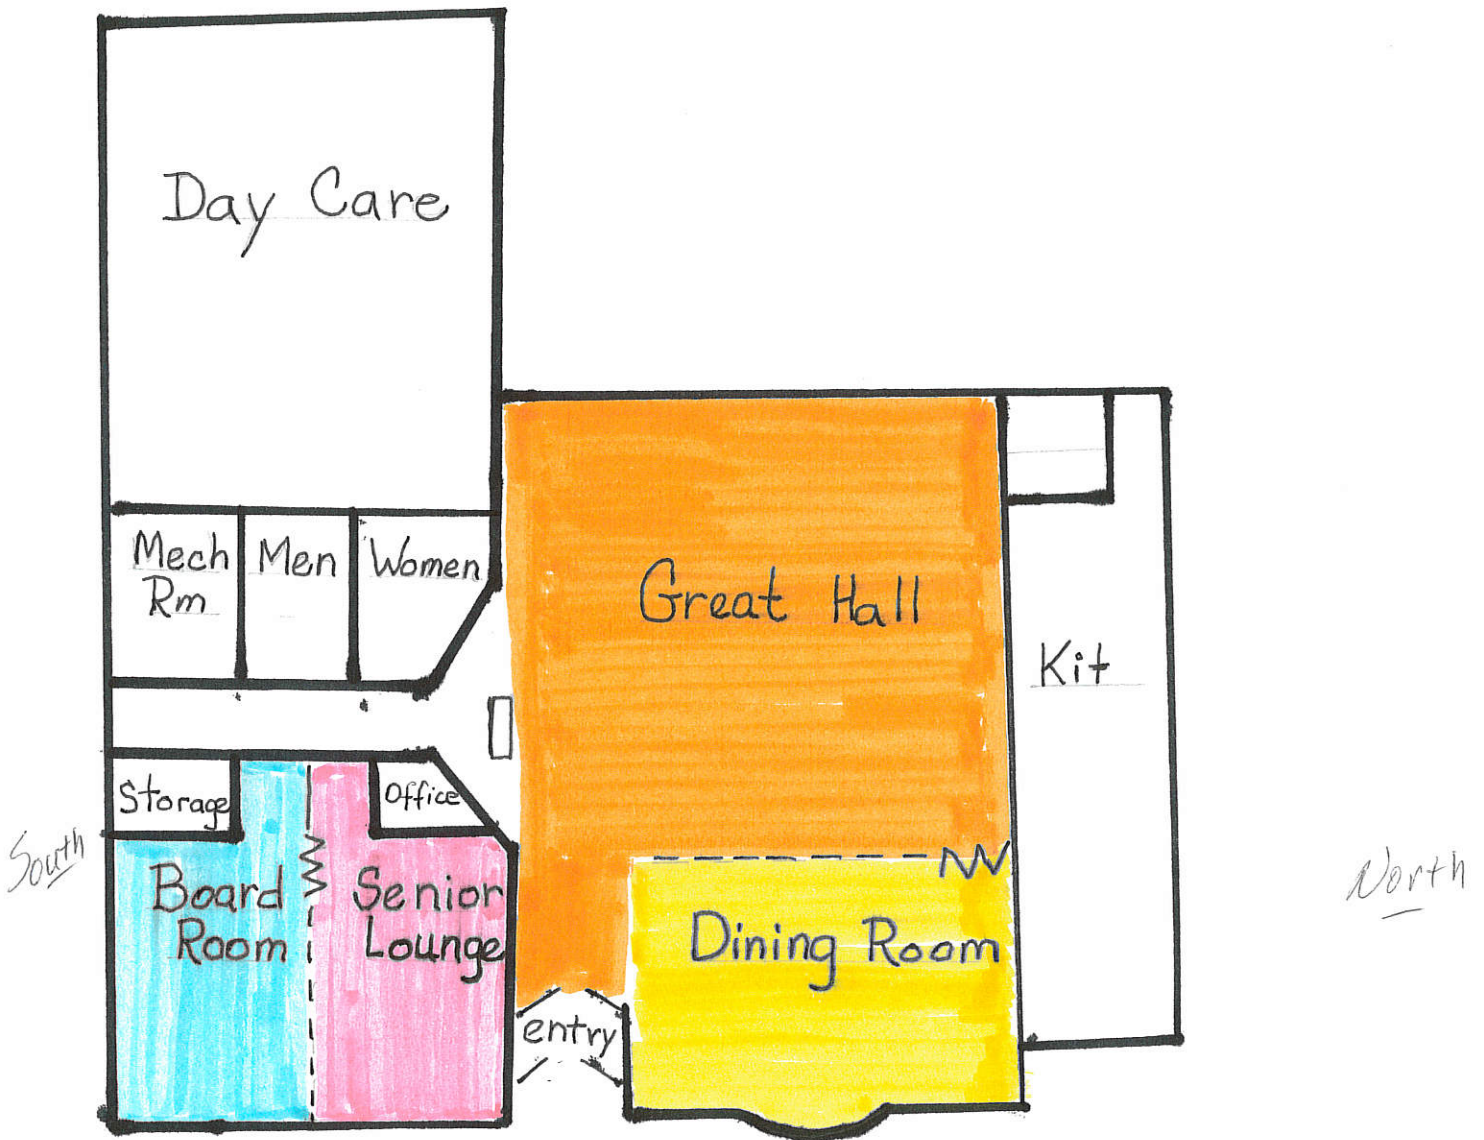 Day Care
Mech
Rm
Men
Women
Great Hall
Kit
Storage
Office
South
Board
Room
Senior
Lounge
Dining Room
North
entry